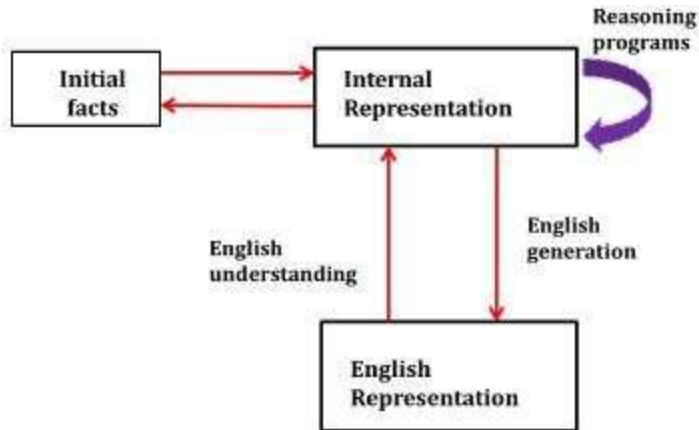 Reasoning
programs
Initial
facts
Internal
Representation
English
understanding
English
generation
English
Representation